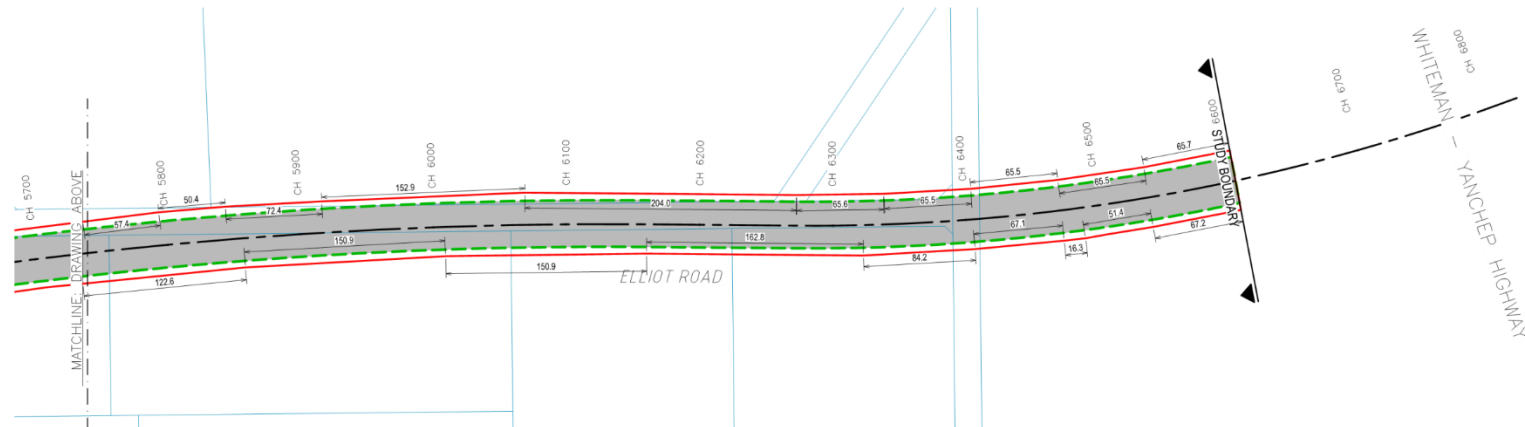 CH 5700
CH 5800
CH 5900
CH 6000
CH 6100
CH 6200
CH 6300
CH 6400
CH 6500
6600
CH 6700
CH 6800
WHITEMAN – YANCHEP HIGHWAY
STUDY BOUNDARY
MATCHLINE: DRAWING ABOVE
ELLIOT ROAD
50.4
152.9
65.5
65.7
57.4
72.4
204.0
65.6
65.5
65.5
150.9
162.8
67.1
51.4
122.6
150.9
84.2
16.3
67.2